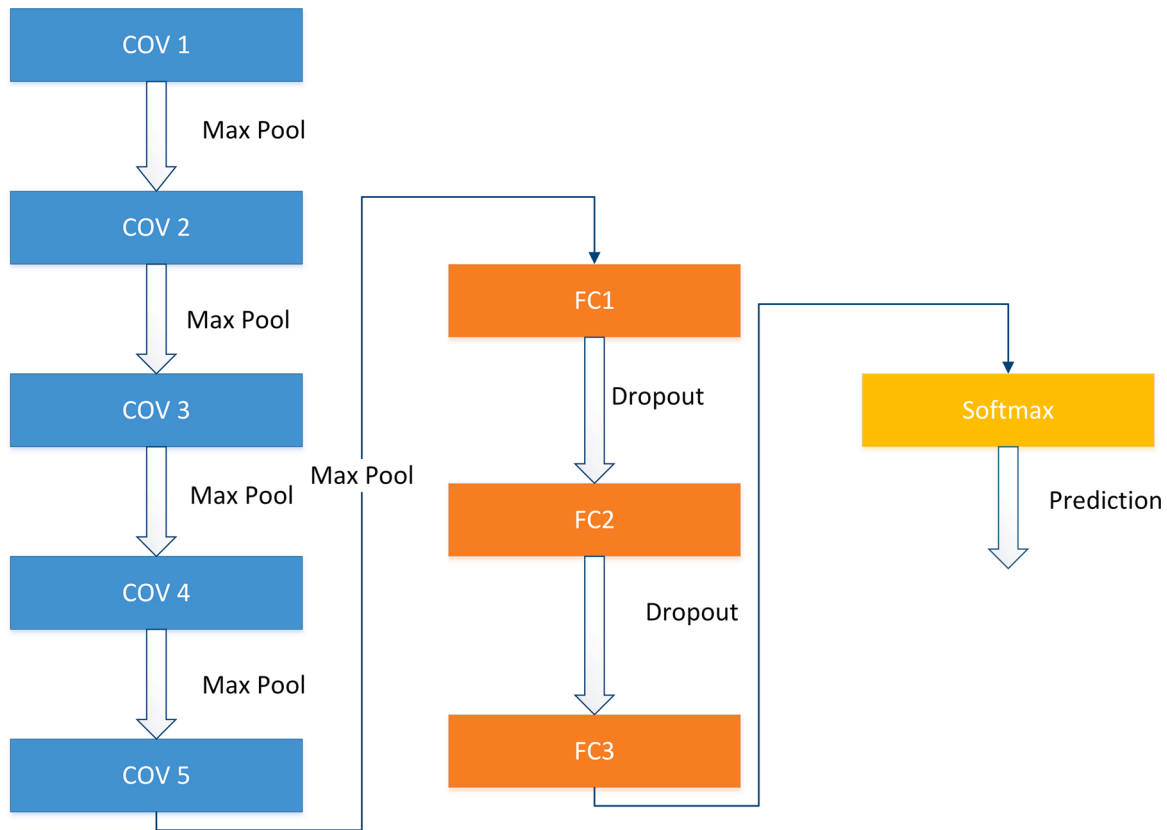 COV 1
Max Pool
COV 2
Max Pool
COV 3
Max Pool
COV 4
Max Pool
COV 5
Max Pool
FC1
Dropout
FC2
Dropout
FC3
Softmax
Prediction